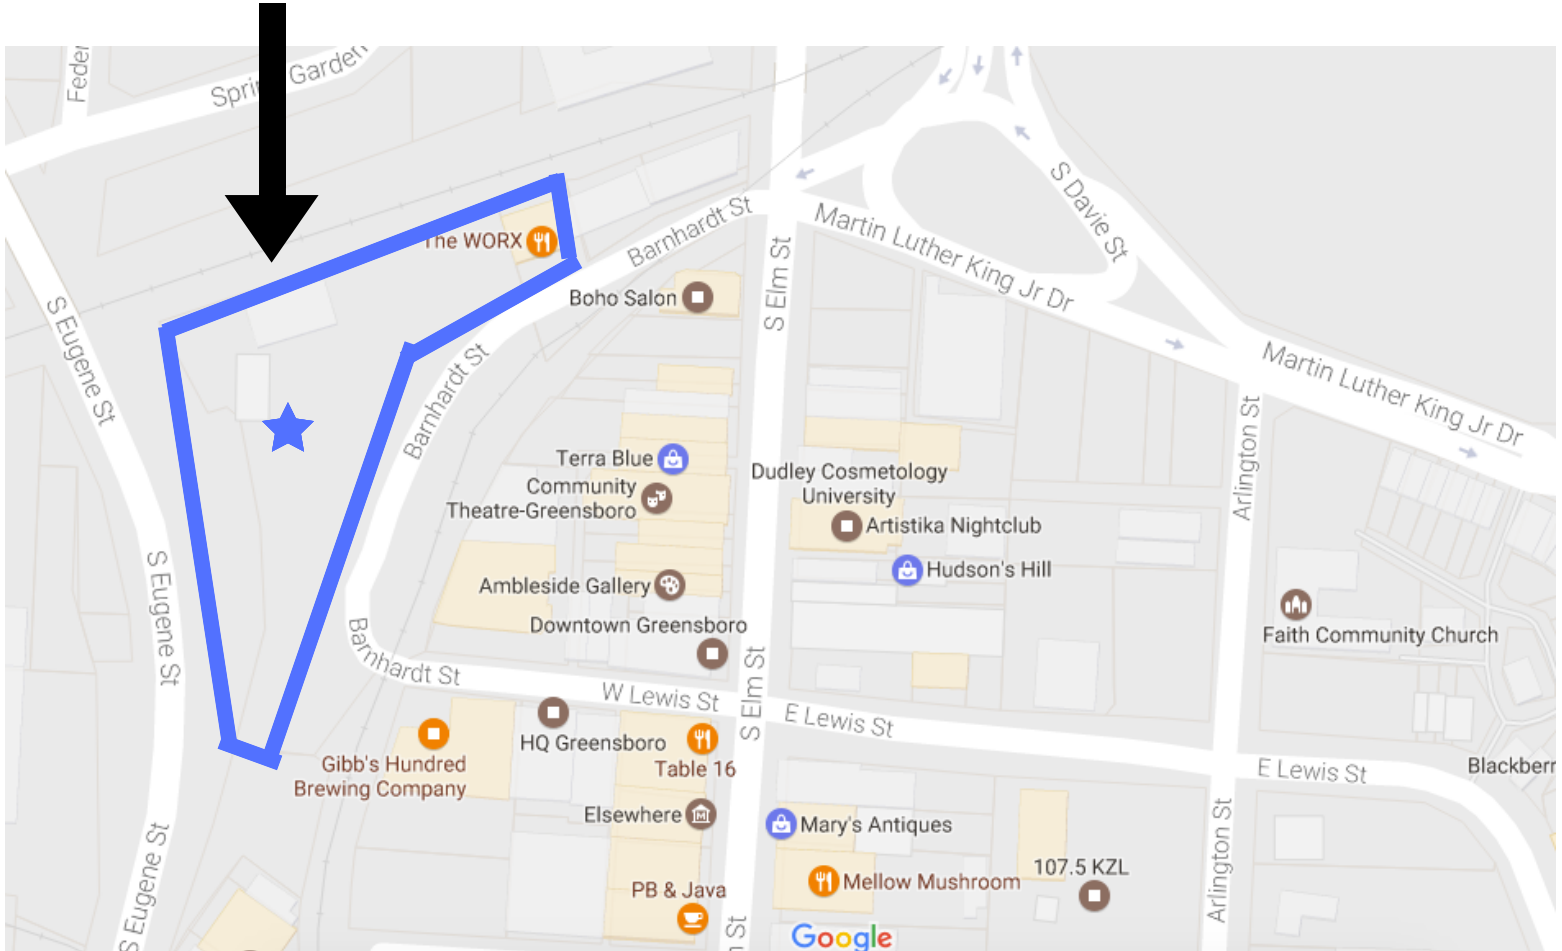 Feder
Spring Garden
S Davie St
The WORX
Barnhardt St
Martin Luther King Jr Dr
Boho Salon
S Elm St
S Eugene St
Barnhardt St
Martin Luther King Jr Dr
Arlington St
Terra Blue
Community
Theatre-Greensboro
Dudley Cosmetology
University
Artistika Nightclub
Hudson's Hill
S Eugene St
Ambleside Gallery
Downtown Greensboro
Faith Community Church
Barnhardt St
W Lewis St
S Elm St
E Lewis St
HQ Greensboro
Table 16
Gibb's Hundred
Brewing Company
E Lewis St
Blackberr
Elsewhere
Mary's Antiques
S Eugene St
Arlington St
107.5 KZL
Mellow Mushroom
PB & Java
m St
Google